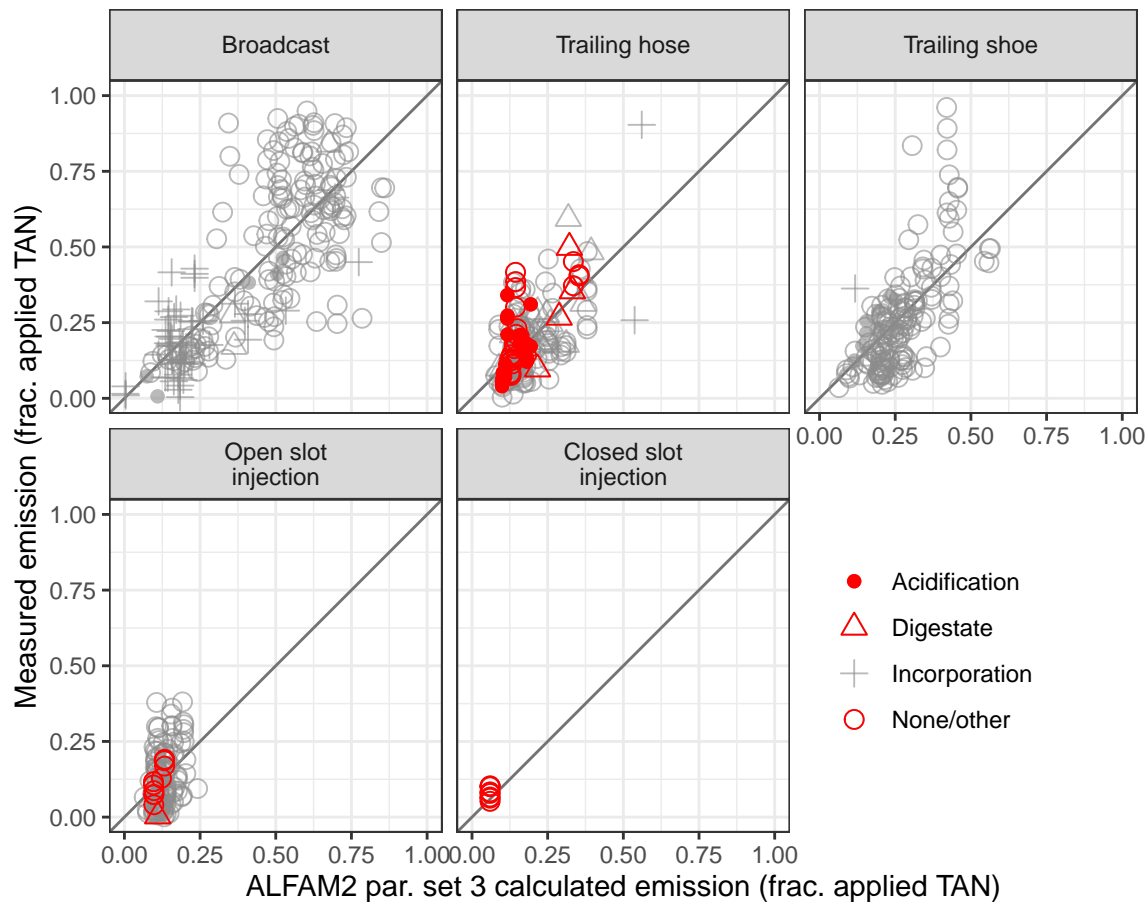 Broadcast
Trailing hose
Trailing shoe
1.00
0.75
0.50
0.25
0.00
0.00 0.25 0.50 0.75 1.00
Open slot
injection
Closed slot
injection
1.00
0.75
0.50
0.25
0.00
0.00 0.25 0.50 0.75 1.00
0.00 0.25 0.50 0.75 1.00
Measured emission (frac. applied TAN)
ALFAM2 par. set 3 calculated emission (frac. applied TAN)
Acidification
Digestate
Incorporation
None/other